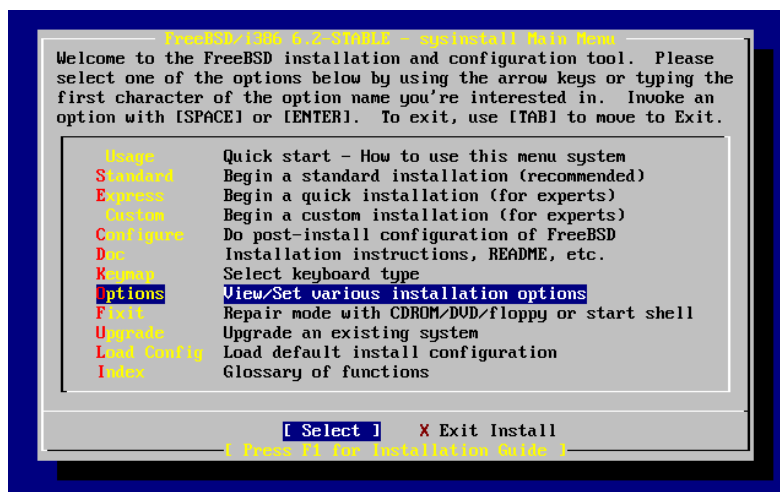 FreeBSD/i386 6.2-STABLE - sysinstall Main Menu
Welcome to the FreeBSD installation and configuration tool.  Please
select one of the options below by using the arrow keys or typing the
first character of the option name you're interested in.  Invoke an
option with [SPACE] or [ENTER].  To exit, use [TAB] to move to Exit.
Usage Quick start - How to use this menu system
Standard Begin a standard installation (recommended)
Express Begin a quick installation (for experts)
Custom Begin a custom installation (for experts)
Configure Do post-install configuration of FreeBSD
Doc Installation instructions, README, etc.
Keymap Select keyboard type
Options View/Set various installation options
Fixit Repair mode with CDROM/DVD/floppy or start shell
Upgrade Upgrade an existing system
Load Config Load default install configuration
Index Glossary of functions
[ Select ] X Exit Install
[ Press F1 for Installation Guide ]